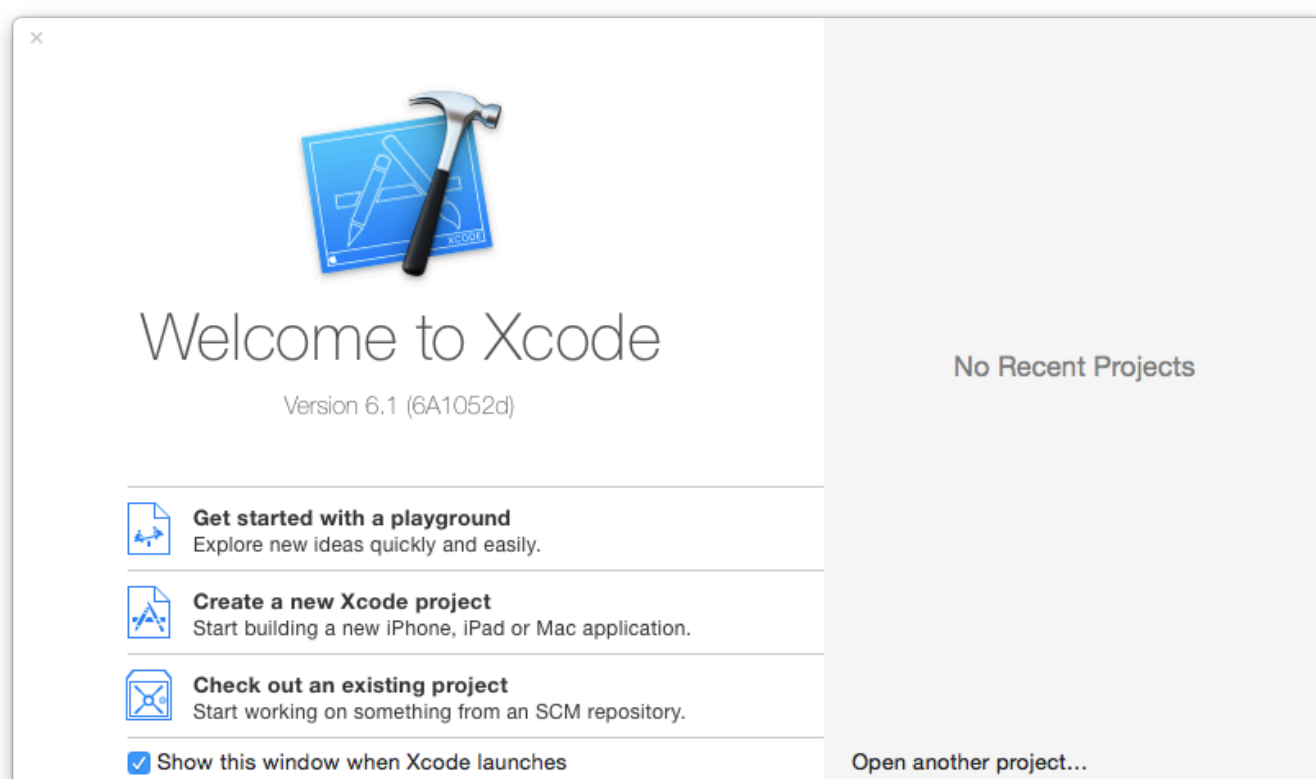 XCODE
Welcome to Xcode
Version 6.1 (6A1052d)
Get started with a playground
Explore new ideas quickly and easily.
Create a new Xcode project
Start building a new iPhone, iPad or Mac application.
Check out an existing project
Start working on something from an SCM repository.
Show this window when Xcode launches
No Recent Projects
Open another project...